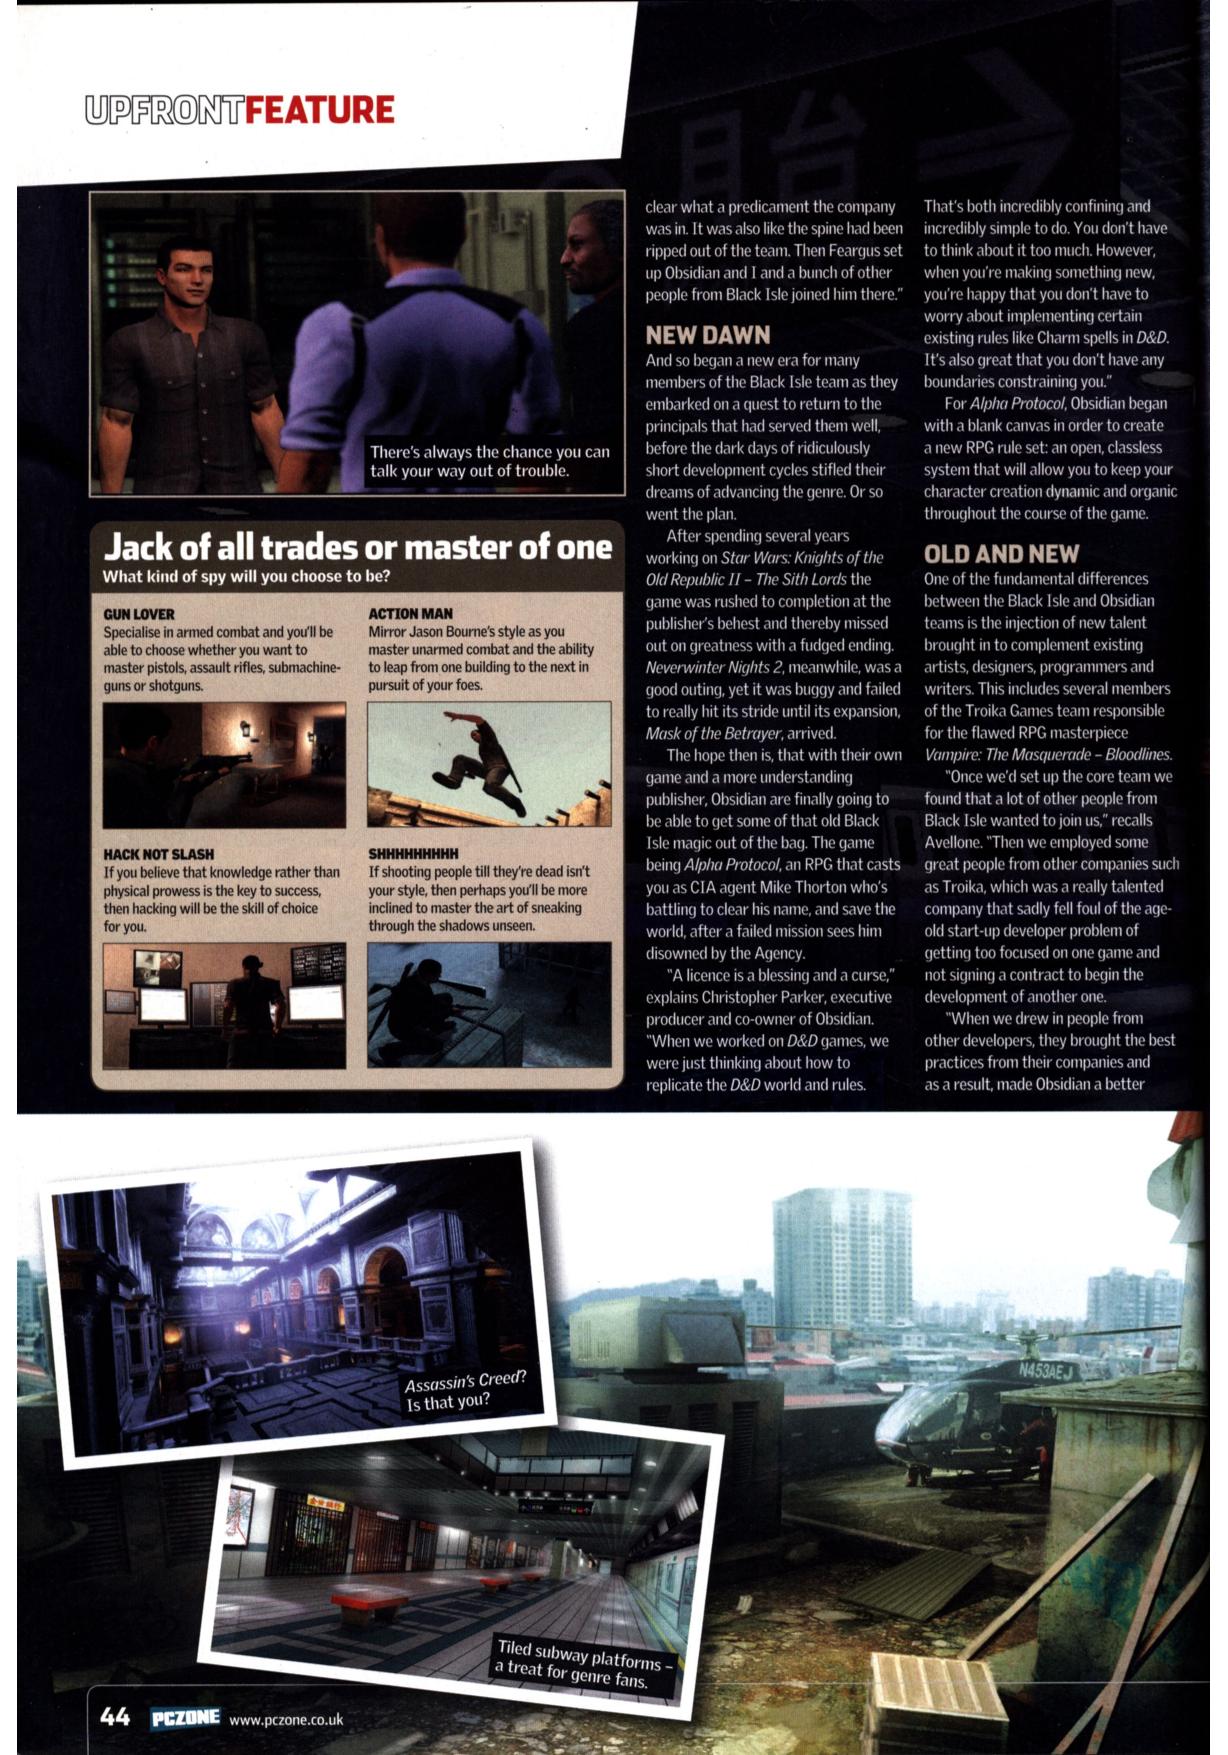 UPFRONTFEATURE
There's always the chance you can
talk your way out of trouble.
Jack of all trades or master of one
What kind of spy will you choose to be?
GUN LOVER
Specialise in armed combat and you'll be
able to choose whether you want to
master pistols, assault rifles, submachine-
guns or shotguns.
ACTION MAN
Mirror Jason Bourne's style as you
master unarmed combat and the ability
to leap from one building to the next in
pursuit of your foes.
HACK NOT SLASH
If you believe that knowledge rather than
physical prowess is the key to success,
then hacking will be the skill of choice
for you.
SHHHHHHHHH
If shooting people till they're dead isn't
your style, then perhaps you'll be more
inclined to master the art of sneaking
through the shadows unseen.
月台
clear what a predicament the company
was in. It was also like the spine had been
ripped out of the team. Then Feargus set
up Obsidian and I and a bunch of other
people from Black Isle joined him there."
NEW DAWN
And so began a new era for many
members of the Black Isle team as they
embarked on a quest to return to the
principals that had served them well,
before the dark days of ridiculously
short development cycles stifled their
dreams of advancing the genre. Or so
went the plan.
After spending several years
working on Star Wars: Knights of the
Old Republic II – The Sith Lords the
game was rushed to completion at the
publisher's behest and thereby missed
out on greatness with a fudged ending.
Neverwinter Nights 2, meanwhile, was a
good outing, yet it was buggy and failed
to really hit its stride until its expansion,
Mask of the Betrayer, arrived.
The hope then is, that with their own
game and a more understanding
publisher, Obsidian are finally going to
be able to get some of that old Black
Isle magic out of the bag. The game
being Alpha Protocol, an RPG that casts
you as CIA agent Mike Thorton who's
battling to clear his name, and save the
world, after a failed mission sees him
disowned by the Agency.
"A licence is a blessing and a curse,"
explains Christopher Parker, executive
producer and co-owner of Obsidian.
"When we worked on D&D games, we
were just thinking about how to
replicate the D&D world and rules.
That's both incredibly confining and
incredibly simple to do. You don't have
to think about it too much. However,
when you're making something new,
you're happy that you don't have to
worry about implementing certain
existing rules like Charm spells in D&D.
It's also great that you don't have any
boundaries constraining you."
For Alpha Protocol, Obsidian began
with a blank canvas in order to create
a new RPG rule set: an open, classless
system that will allow you to keep your
character creation dynamic and organic
throughout the course of the game.
OLD AND NEW
One of the fundamental differences
between the Black Isle and Obsidian
teams is the injection of new talent
brought in to complement existing
artists, designers, programmers and
writers. This includes several members
of the Troika Games team responsible
for the flawed RPG masterpiece
Vampire: The Masquerade – Bloodlines.
"Once we'd set up the core team we
found that a lot of other people from
Black Isle wanted to join us," recalls
Avellone. "Then we employed some
great people from other companies such
as Troika, which was a really talented
company that sadly fell foul of the age-
old start-up developer problem of
getting too focused on one game and
not signing a contract to begin the
development of another one.
"When we drew in people from
other developers, they brought the best
practices from their companies and
as a result, made Obsidian a better
Assassin's Creed?
Is that you?
N453AEJ
Tiled subway platforms –
a treat for genre fans.
44 PCZONE www.pczone.co.uk